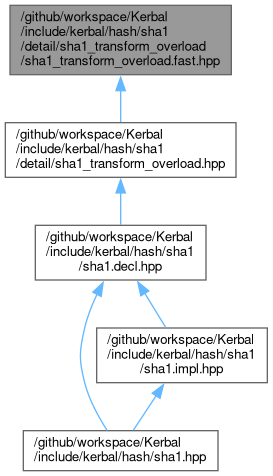 /github/workspace/Kerbal
/include/kerbal/hash/sha1
/detail/sha1_transform_overload
/sha1_transform_overload.fast.hpp
/github/workspace/Kerbal
/include/kerbal/hash/sha1
/detail/sha1_transform_overload.hpp
/github/workspace/Kerbal
/include/kerbal/hash/sha1
/sha1.decl.hpp
/github/workspace/Kerbal
/include/kerbal/hash/sha1
/sha1.impl.hpp
/github/workspace/Kerbal
/include/kerbal/hash/sha1.hpp